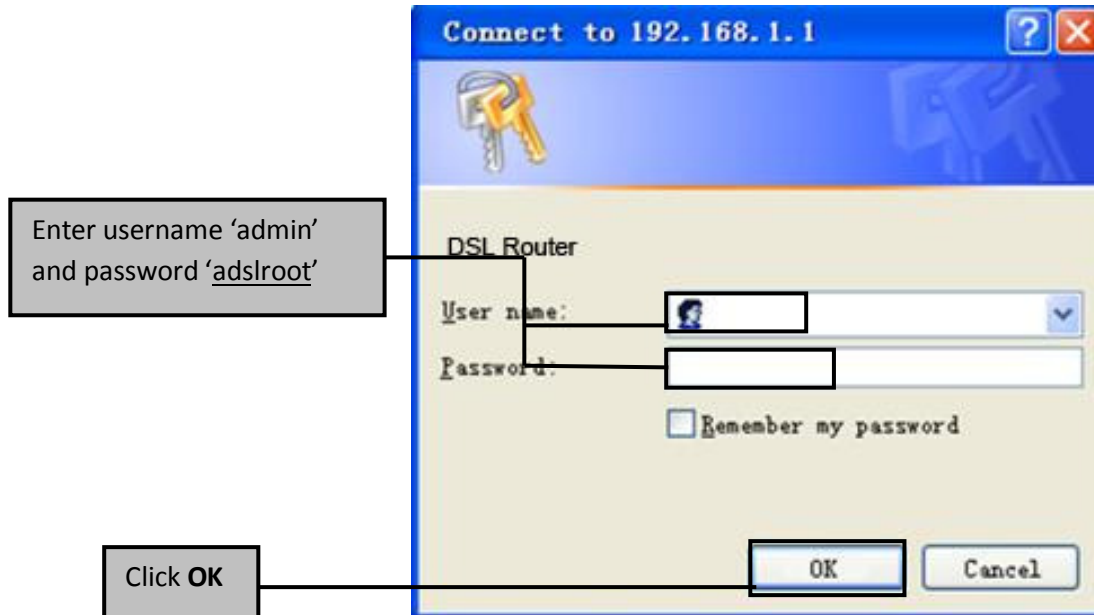 Connect to 192.168.1.1
Enter username ‘admin’
and password ‘adslroot’
DSL Router
User name:
Password:
Remember my password
Click OK
OK
Cancel